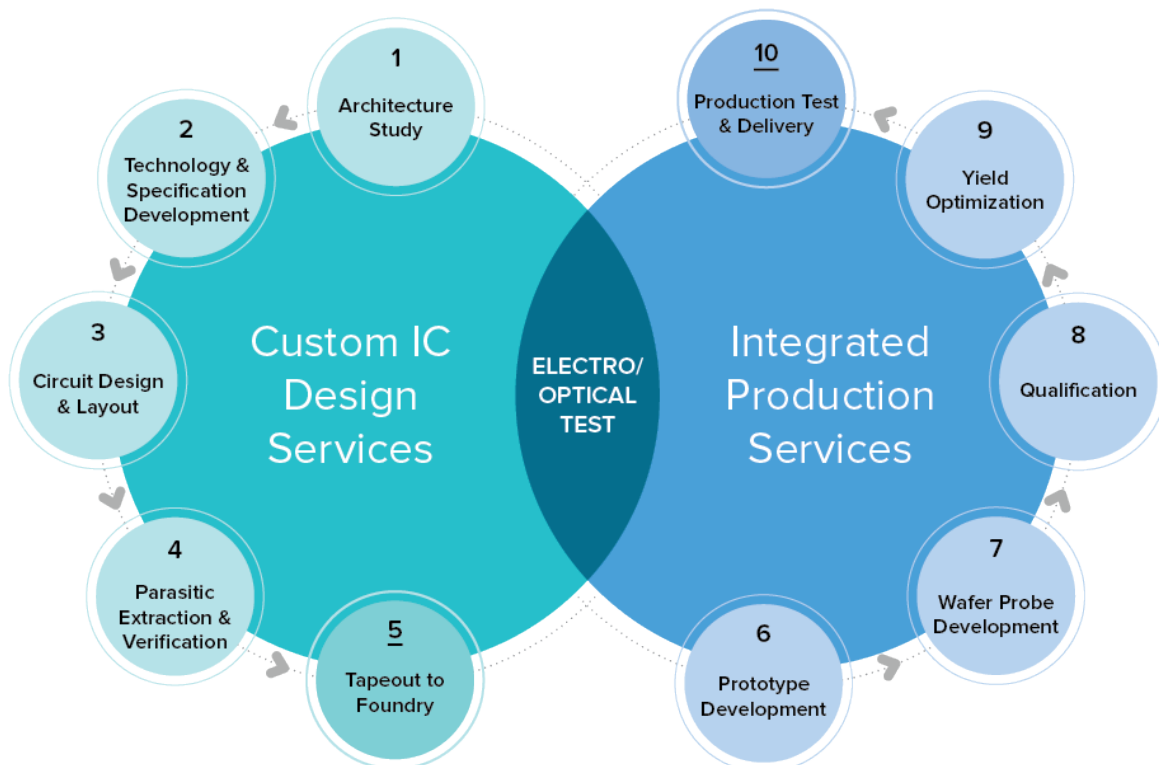 1
Architecture
Study
2
Technology &
Specification
Development
3
Circuit Design
& Layout
4
Parasitic
Extraction &
Verification
5
Tapeout to
Foundry
Custom IC
Design
Services
ELECTRO/
OPTICAL
TEST
Integrated
Production
Services
6
Prototype
Development
7
Wafer Probe
Development
8
Qualification
9
Yield
Optimization
10
Production Test
& Delivery